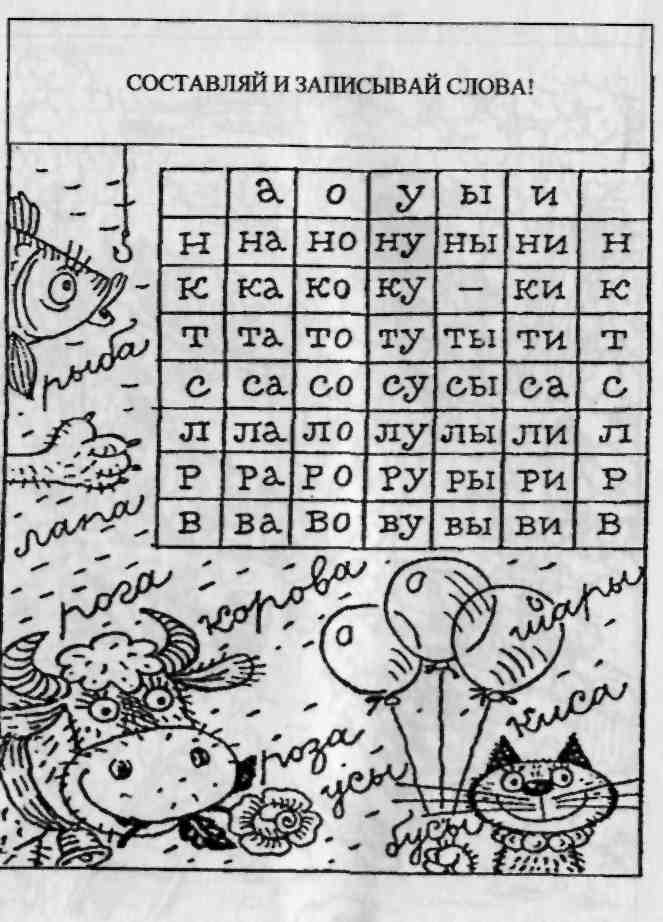 СОСТАВЛЯЙ И ЗАПИСЫВАЙ СЛОВА!
а о у ы и
н на но ну ны ни н
к ка ко ку – ки к
т та то ту ты ти т
с са со су сы са с
л ла ло лу лы ли л
р ра ро ру ры ри р
в ва во ву вы ви в
рыба
лапа
рога
корова
шары
киса
роза
усы
бусы